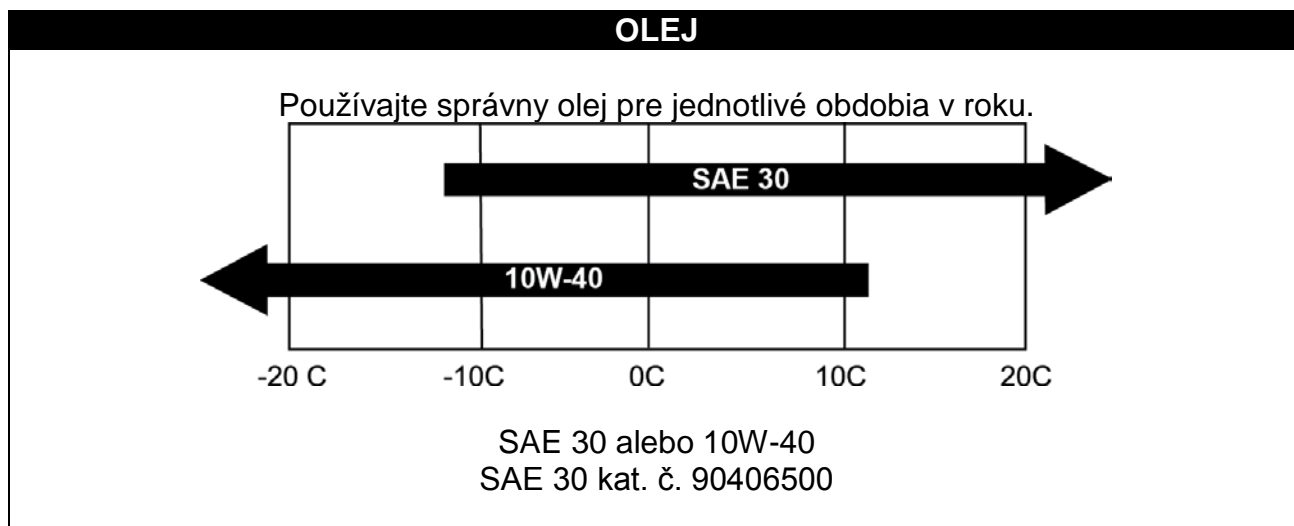 OLEJ
Používajte správny olej pre jednotlivé obdobia v roku.
SAE 30
10W-40
-20 C -10C 0C 10C 20C
SAE 30 alebo 10W-40
SAE 30 kat. č. 90406500